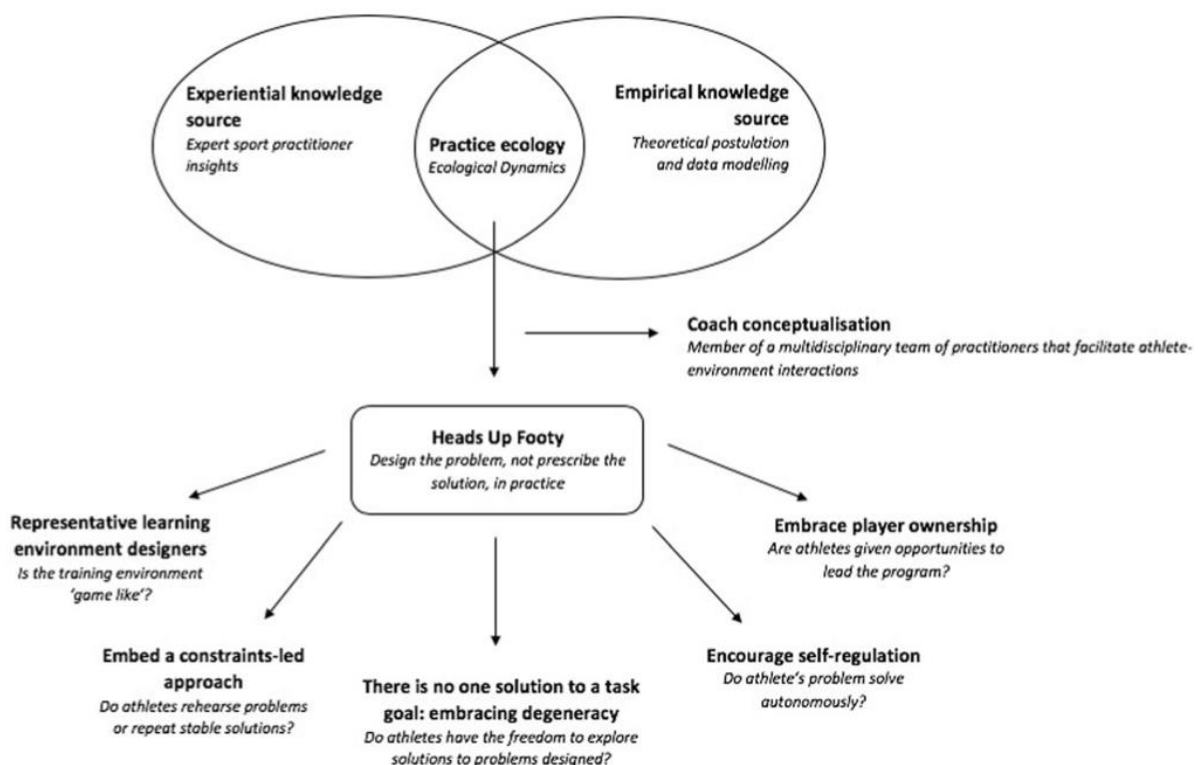 Experiential knowledge
source
Expert sport practitioner
insights
Practice ecology
Ecological Dynamics
Empirical knowledge
source
Theoretical postulation
and data modelling
Coach conceptualisation
Member of a multidisciplinary team of practitioners that facilitate athlete-
environment interactions
Heads Up Footy
Design the problem, not prescribe the
solution, in practice
Representative learning
environment designers
Is the training environment
‘game like’?
Embed a constraints-led
approach
Do athletes rehearse problems
or repeat stable solutions?
There is no one solution to a task
goal: embracing degeneracy
Do athletes have the freedom to explore
solutions to problems designed?
Encourage self-regulation
Do athlete’s problem solve
autonomously?
Embrace player ownership
Are athletes given opportunities to
lead the program?